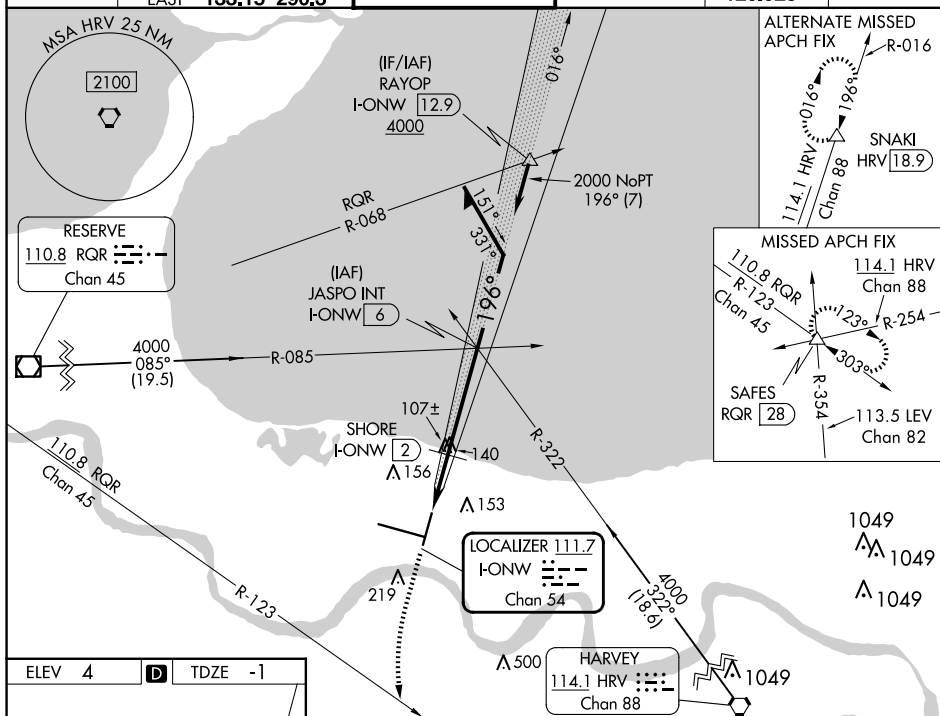 EAST 133.15 290.3
MSA HRV 25 NM
2100
(IF/IAF)
RAYOP
I-ONW 12.9
4000
016°
ALTERNATE MISSED
APCH FIX
R-016
016°
196°
SNAKI
HRV 18.9
114.1 HRV
Chan 88
2000 NoPT
196° (7)
RQR
R-068
151°
331°
196°
RESERVE
110.8 RQR
Chan 45
(IAF)
JASPO INT
I-ONW 6
4000
085°
(19.5)
R-085
MISSED APCH FIX
110.8 RQR
R-123
Chan 45
114.1 HRV
Chan 88
123°
R-254
303°
SAFES
RQR 28
R-354
113.5 LEV
Chan 82
107±
SHORE
I-ONW 2
140
156
153
R-322
110.8 RQR
Chan 45
R-123
LOCALIZER 111.7
I-ONW
Chan 54
219
4000
322°
(18.6)
1049
1049
1049
500
HARVEY
114.1 HRV
Chan 88
1049
ELEV 4 D TDZE -1